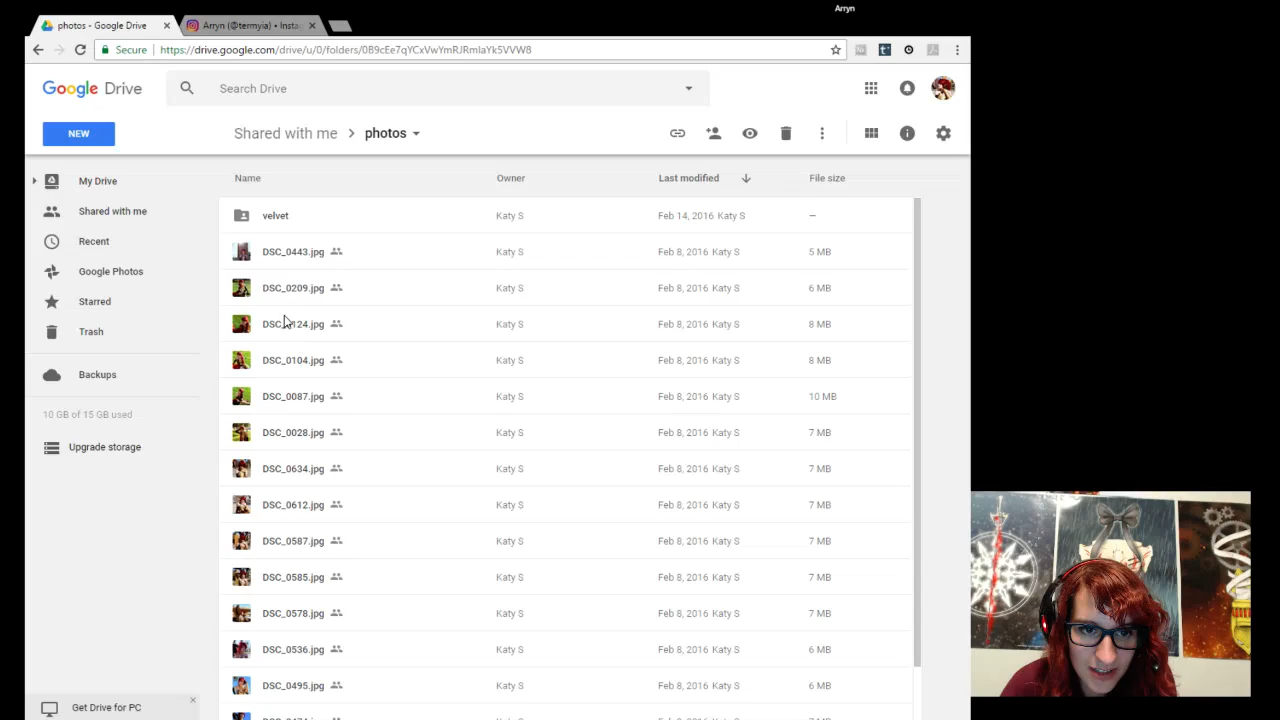 Arryn
photos - Google Drive
Arryn (@termyia) • Insta
Secure
https://drive.google.com/drive/u/0/folders/0B9cEe7qYCxVwYmRJRmlaYk5VVW8
Google Drive
Search Drive
NEW
Shared with me > photos
My Drive
Shared with me
Recent
Google Photos
Starred
Trash
Backups
10 GB of 15 GB used
Upgrade storage
Get Drive for PC
Name Owner Last modified File size
velvet Katy S Feb 14, 2016 Katy S —
DSC_0443.jpg Katy S Feb 8, 2016 Katy S 5 MB
DSC_0209.jpg Katy S Feb 8, 2016 Katy S 6 MB
DSC_0124.jpg Katy S Feb 8, 2016 Katy S 8 MB
DSC_0104.jpg Katy S Feb 8, 2016 Katy S 8 MB
DSC_0087.jpg Katy S Feb 8, 2016 Katy S 10 MB
DSC_0028.jpg Katy S Feb 8, 2016 Katy S 7 MB
DSC_0634.jpg Katy S Feb 8, 2016 Katy S 7 MB
DSC_0612.jpg Katy S Feb 8, 2016 Katy S 7 MB
DSC_0587.jpg Katy S Feb 8, 2016 Katy S 7 MB
DSC_0585.jpg Katy S Feb 8, 2016 Katy S 7 MB
DSC_0578.jpg Katy S Feb 8, 2016 Katy S 7 MB
DSC_0536.jpg Katy S Feb 8, 2016 Katy S 6 MB
DSC_0495.jpg Katy S Feb 8, 2016 Katy S 6 MB